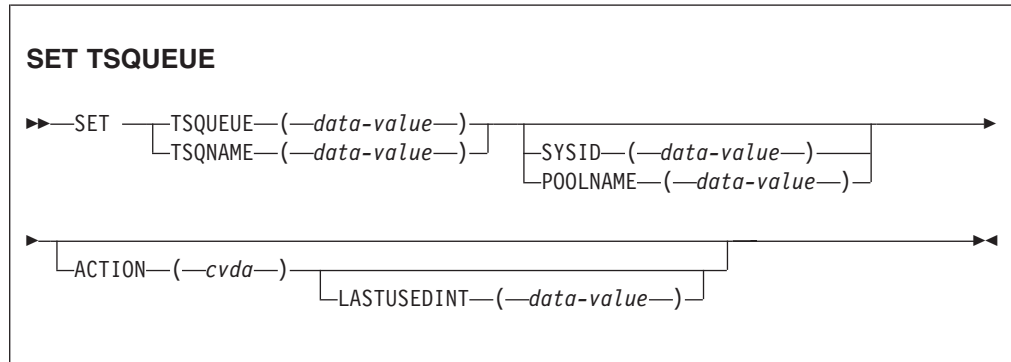 SET TSQUEUE
SET TSQUEUE ( data-value )
TSQNAME ( data-value )
SYSID ( data-value )
POOLNAME ( data-value )
ACTION ( cvda )
LASTUSEDINT ( data-value )